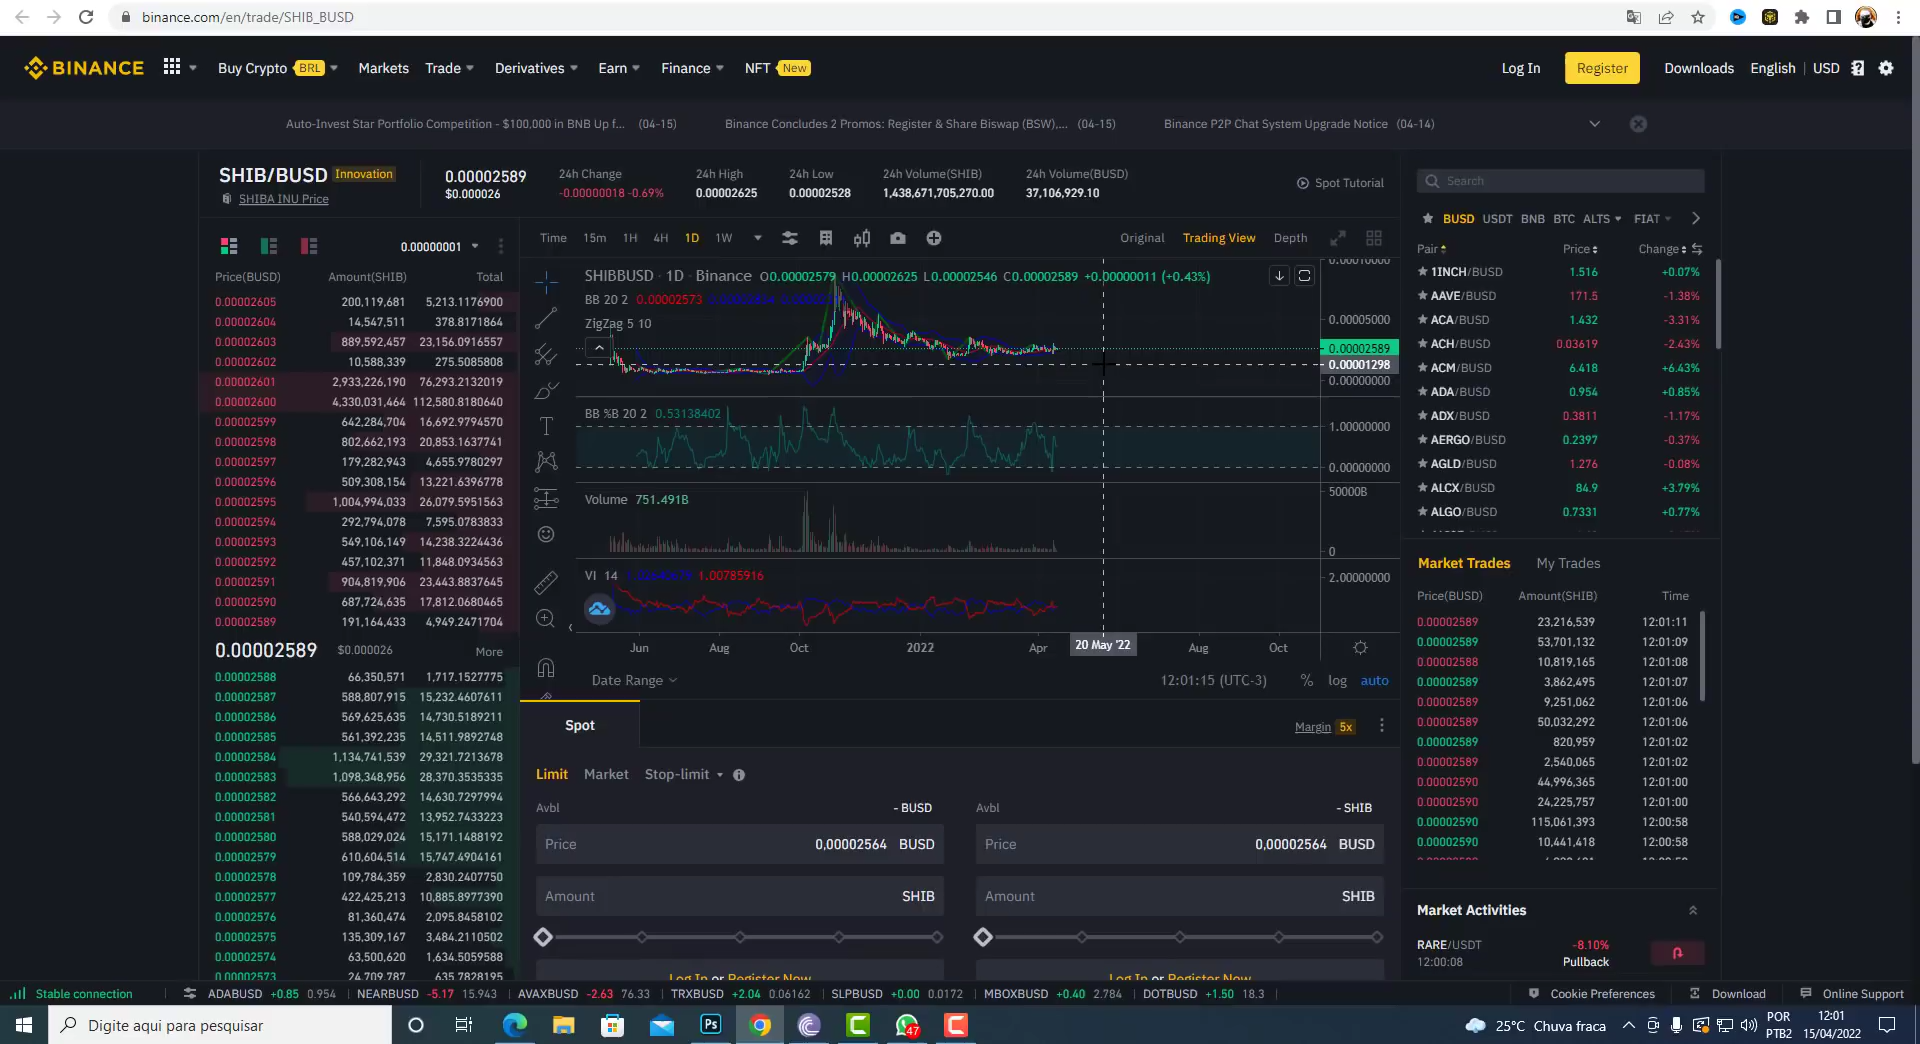 binance.com/en/trade/SHIB_BUSD
BINANCE Buy Crypto BRL Markets Trade Derivatives Earn Finance NFT New Log In Register Downloads English | USD
Auto-Invest Star Portfolio Competition - $100,000 in BNB Up f... (04-15) Binance Concludes 2 Promos: Register & Share Biswap (BSW),... (04-15) Binance P2P Chat System Upgrade Notice (04-14)
SHIB/BUSD Innovation
SHIBA INU Price
0.00002589
$0.000026
24h Change
-0.00000018 -0.69%
24h High
0.00002625
24h Low
0.00002528
24h Volume(SHIB)
1,438,671,705,270.00
24h Volume(BUSD)
37,106,929.10
Spot Tutorial
0.00000001
Price(BUSD) Amount(SHIB) Total
0.00002605 200,119,681 5,213.1176900
0.00002604 14,547,511 378.8171864
0.00002603 889,592,457 23,156.0916557
0.00002602 10,588,339 275.5085808
0.00002601 2,933,226,190 76,293.2132019
0.00002600 4,330,031,464 112,580.8180640
0.00002599 642,284,704 16,692.9794570
0.00002598 802,662,193 20,853.1637741
0.00002597 179,282,943 4,655.9780297
0.00002596 509,308,154 13,221.6396778
0.00002595 1,004,994,033 26,079.5951563
0.00002594 292,794,078 7,595.0783833
0.00002593 549,106,149 14,238.3224436
0.00002592 457,102,371 11,848.0934563
0.00002591 904,819,906 23,443.8837645
0.00002590 687,724,635 17,812.0680465
0.00002589 191,164,433 4,949.2471704
0.00002589 $0.000026 More
0.00002588 66,350,571 1,717.1527775
0.00002587 588,807,915 15,232.4607611
0.00002586 569,625,635 14,730.5189211
0.00002585 561,392,235 14,511.9892748
0.00002584 1,134,741,539 29,321.7213678
0.00002583 1,098,348,956 28,370.3535335
0.00002582 566,643,292 14,630.7297994
0.00002581 540,594,472 13,952.7433223
0.00002580 588,029,024 15,171.1488192
0.00002579 610,604,514 15,747.4904161
0.00002578 109,784,359 2,830.2407750
0.00002577 422,425,213 10,885.8977390
0.00002576 81,360,474 2,095.8458102
0.00002575 135,309,167 3,484.2110502
0.00002574 63,500,620 1,634.5059588
0.00002573 24,709,787 635.7828195
Time 15m 1H 4H 1D 1W Original Trading View Depth
SHIBBUSD · 1D · Binance O0.00002579 H0.00002625 L0.00002546 C0.00002589 +0.00000011 (+0.43%)
BB 20 2 0.00002573
ZigZag 5 10
0.00005000
0.00002589
0.00001298
0.00000000
BB %B 20 2 0.53138402
1.00000000
0.00000000
Volume 751.491B
50000B
0
VI 14 1.00785916
2.00000000
Jun Aug Oct 2022 Apr 20 May '22 Aug Oct
Date Range 12:01:15 (UTC-3) % log auto
Spot Margin 5x
Limit Market Stop-limit
Avbl - BUSD Avbl - SHIB
Price 0,00002564 BUSD Price 0,00002564 BUSD
Amount SHIB Amount SHIB
Log In or Register Now Log In or Register Now
Search
BUSD USDT BNB BTC ALTS FIAT
Pair Price Change
1INCH/BUSD 1.516 +0.07%
AAVE/BUSD 171.5 -1.38%
ACA/BUSD 1.432 -3.31%
ACH/BUSD 0.03619 -2.43%
ACM/BUSD 6.418 +6.43%
ADA/BUSD 0.954 +0.85%
ADX/BUSD 0.3811 -1.17%
AERGO/BUSD 0.2397 -0.37%
AGLD/BUSD 1.276 -0.08%
ALCX/BUSD 84.9 +3.79%
ALGO/BUSD 0.7331 +0.77%
Market Trades My Trades
Price(BUSD) Amount(SHIB) Time
0.00002589 23,216,539 12:01:11
0.00002589 53,701,132 12:01:09
0.00002588 10,819,165 12:01:08
0.00002589 3,862,495 12:01:07
0.00002589 9,251,062 12:01:06
0.00002589 50,032,292 12:01:06
0.00002589 820,959 12:01:02
0.00002589 2,540,065 12:01:02
0.00002590 44,996,365 12:01:00
0.00002590 24,225,757 12:01:00
0.00002590 115,061,393 12:00:58
0.00002590 10,441,418 12:00:58
Market Activities
RARE/USDT -8.10%
12:00:08 Pullback
Stable connection ADABUSD +0.85 0.954 NEARBUSD -5.17 15.943 AVAXBUSD -2.63 76.33 TRXBUSD +2.04 0.06162 SLPBUSD +0.00 0.0172 MBOXBUSD +0.40 2.784 DOTBUSD +1.50 18.3 Cookie Preferences Download Online Support
Digite aqui para pesquisar Ps 47 25°C Chuva fraca POR PTB2 12:01 15/04/2022